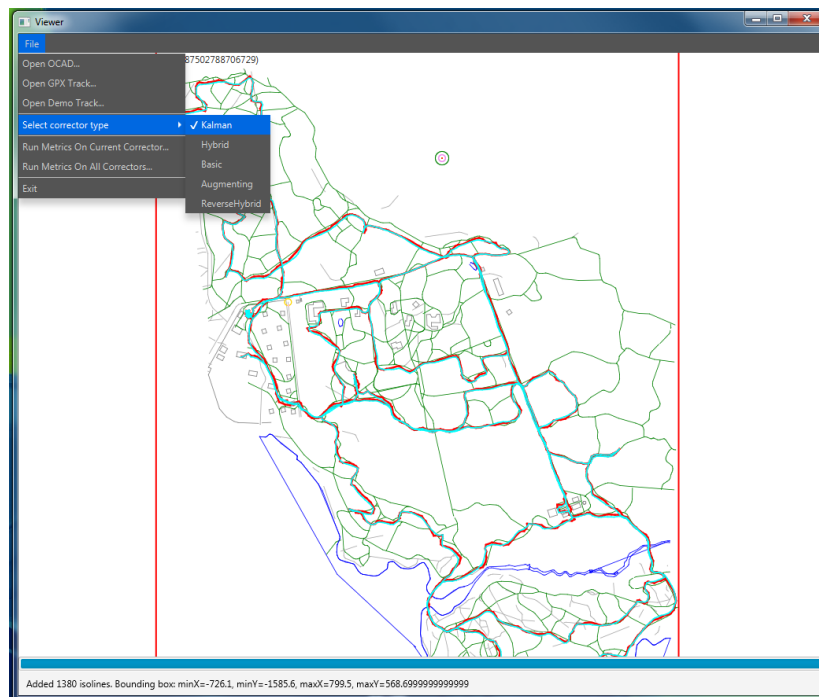 Viewer
File
87502788706729)
Open OCAD...
Open GPX Track...
Open Demo Track...
Select corrector type
Kalman
Hybrid
Run Metrics On Current Corrector...
Basic
Run Metrics On All Correctors...
Augmenting
Exit
ReverseHybrid
Added 1380 isolines. Bounding box: minX=-726.1, minY=-1585.6, maxX=799.5, maxY=568.6999999999999